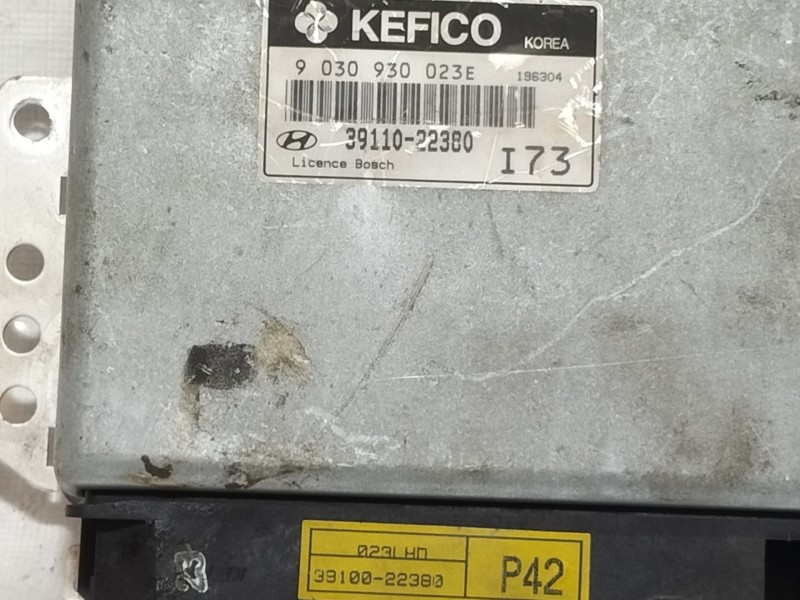 KEFICO KOREA
9 030 930 023E 196304
39110-22380
Licence Bosch I73
023LHD
39100-22380 P42